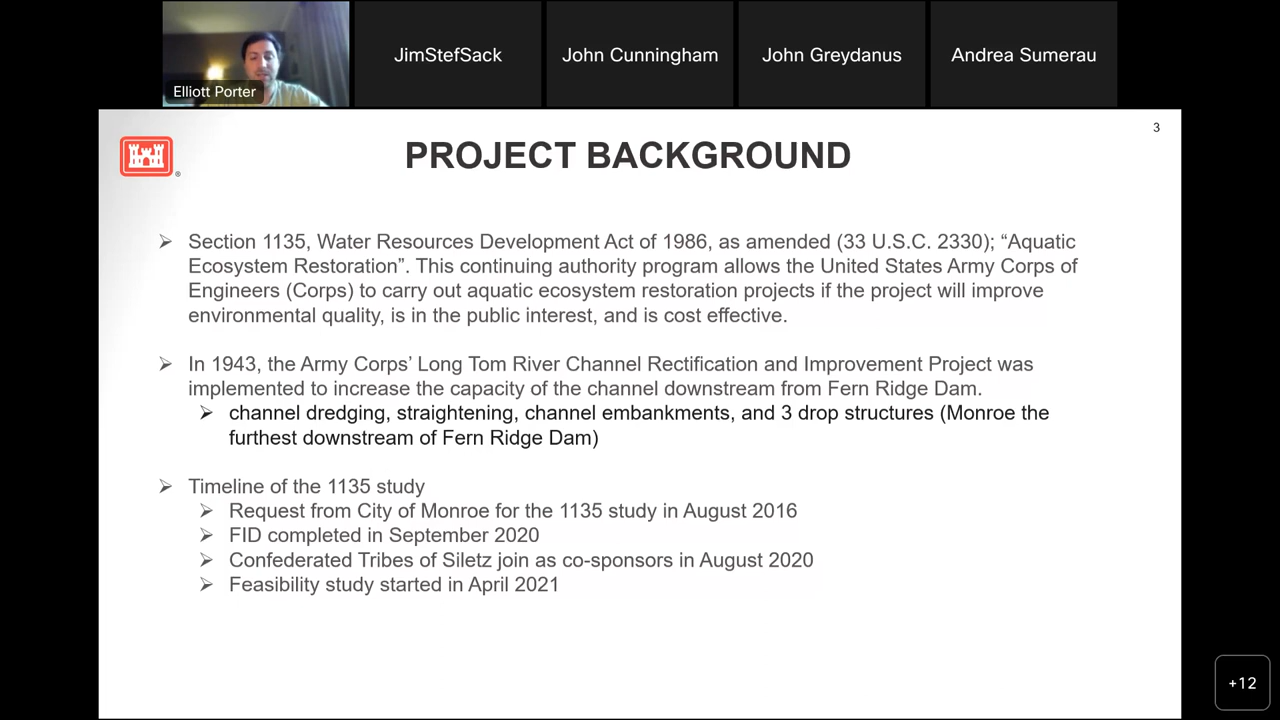 Elliott Porter
JimStefSack
John Cunningham
John Greydanus
Andrea Sumerau
3
®
PROJECT BACKGROUND
Section 1135, Water Resources Development Act of 1986, as amended (33 U.S.C. 2330); “Aquatic
Ecosystem Restoration”. This continuing authority program allows the United States Army Corps of
Engineers (Corps) to carry out aquatic ecosystem restoration projects if the project will improve
environmental quality, is in the public interest, and is cost effective.
In 1943, the Army Corps’ Long Tom River Channel Rectification and Improvement Project was
implemented to increase the capacity of the channel downstream from Fern Ridge Dam.
channel dredging, straightening, channel embankments, and 3 drop structures (Monroe the
furthest downstream of Fern Ridge Dam)
Timeline of the 1135 study
Request from City of Monroe for the 1135 study in August 2016
FID completed in September 2020
Confederated Tribes of Siletz join as co-sponsors in August 2020
Feasibility study started in April 2021
+12